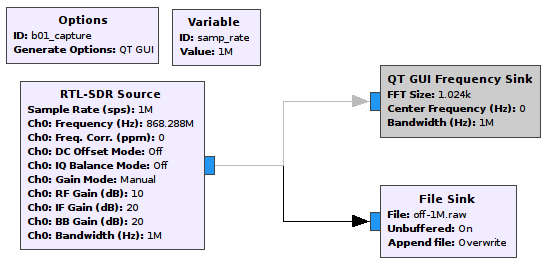 Options
ID: b01_capture
Generate Options: QT GUI
Variable
ID: samp_rate
Value: 1M
RTL-SDR Source
Sample Rate (sps): 1M
Ch0: Frequency (Hz): 868.288M
Ch0: Freq. Corr. (ppm): 0
Ch0: DC Offset Mode: Off
Ch0: IQ Balance Mode: Off
Ch0: Gain Mode: Manual
Ch0: RF Gain (dB): 10
Ch0: IF Gain (dB): 20
Ch0: BB Gain (dB): 20
Ch0: Bandwidth (Hz): 1M
QT GUI Frequency Sink
FFT Size: 1.024k
Center Frequency (Hz): 0
Bandwidth (Hz): 1M
File Sink
File: off-1M.raw
Unbuffered: On
Append file: Overwrite